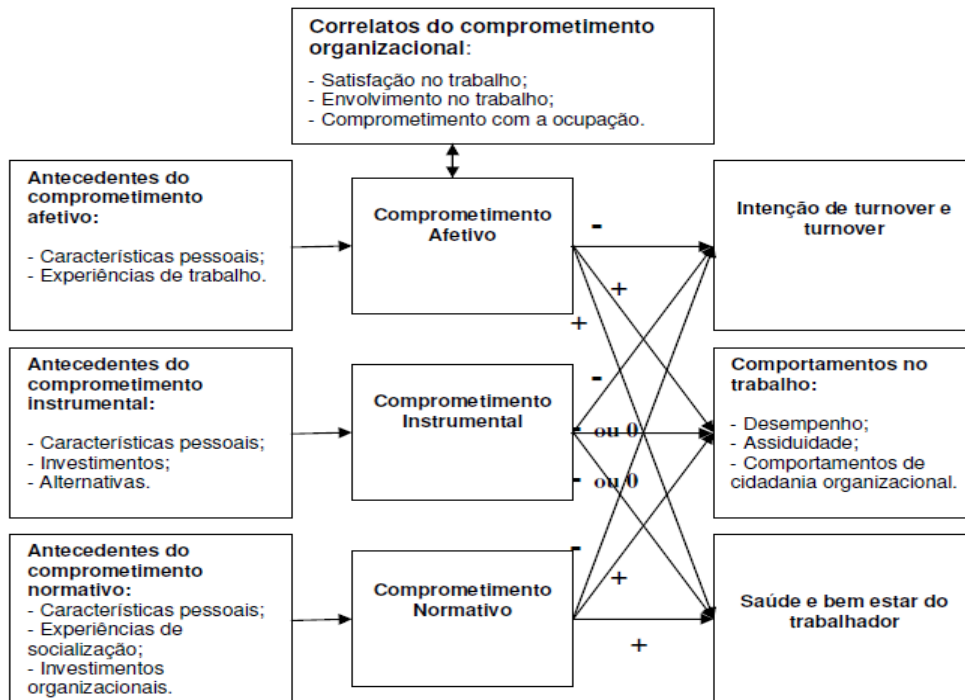 Correlatos do comprometimento
organizacional:
- Satisfação no trabalho;
- Envolvimento no trabalho;
- Comprometimento com a ocupação.
Antecedentes do
comprometimento
afetivo:
- Características pessoais;
- Experiências de trabalho.
Comprometimento
Afetivo
Intenção de turnover e
turnover
-
+
+
Antecedentes do
comprometimento
instrumental:
- Características pessoais;
- Investimentos;
- Alternativas.
Comprometimento
Instrumental
Comportamentos no
trabalho:
- Desempenho;
- Assiduidade;
- Comportamentos de
cidadania organizacional.
-
- ou 0
- ou 0
Antecedentes do
comprometimento
normativo:
- Características pessoais;
- Experiências de
socialização;
- Investimentos
organizacionais.
Comprometimento
Normativo
Saúde e bem estar do
trabalhador
-
+
+